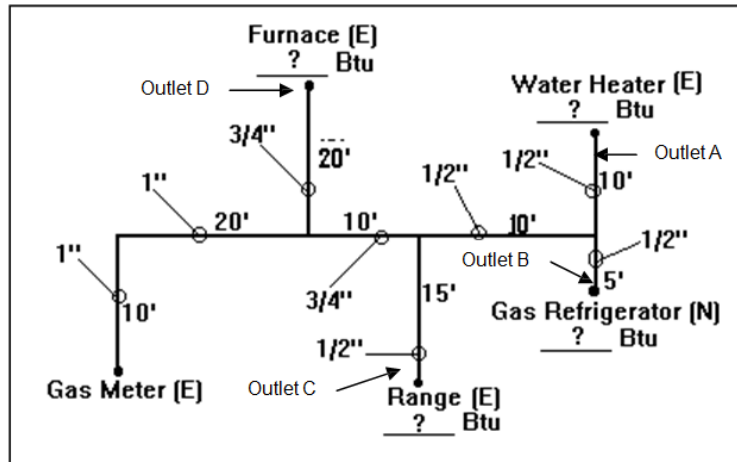 Furnace (E)
? Btu
Outlet D
Water Heater (E)
? Btu
Outlet A
3/4"
20'
1/2"
1/2"
10'
1"
20'
10'
10'
1/2"
Outlet B
1"
10'
3/4"
15'
5'
Gas Refrigerator (N)
? Btu
1/2"
Gas Meter (E)
Outlet C
Range (E)
? Btu